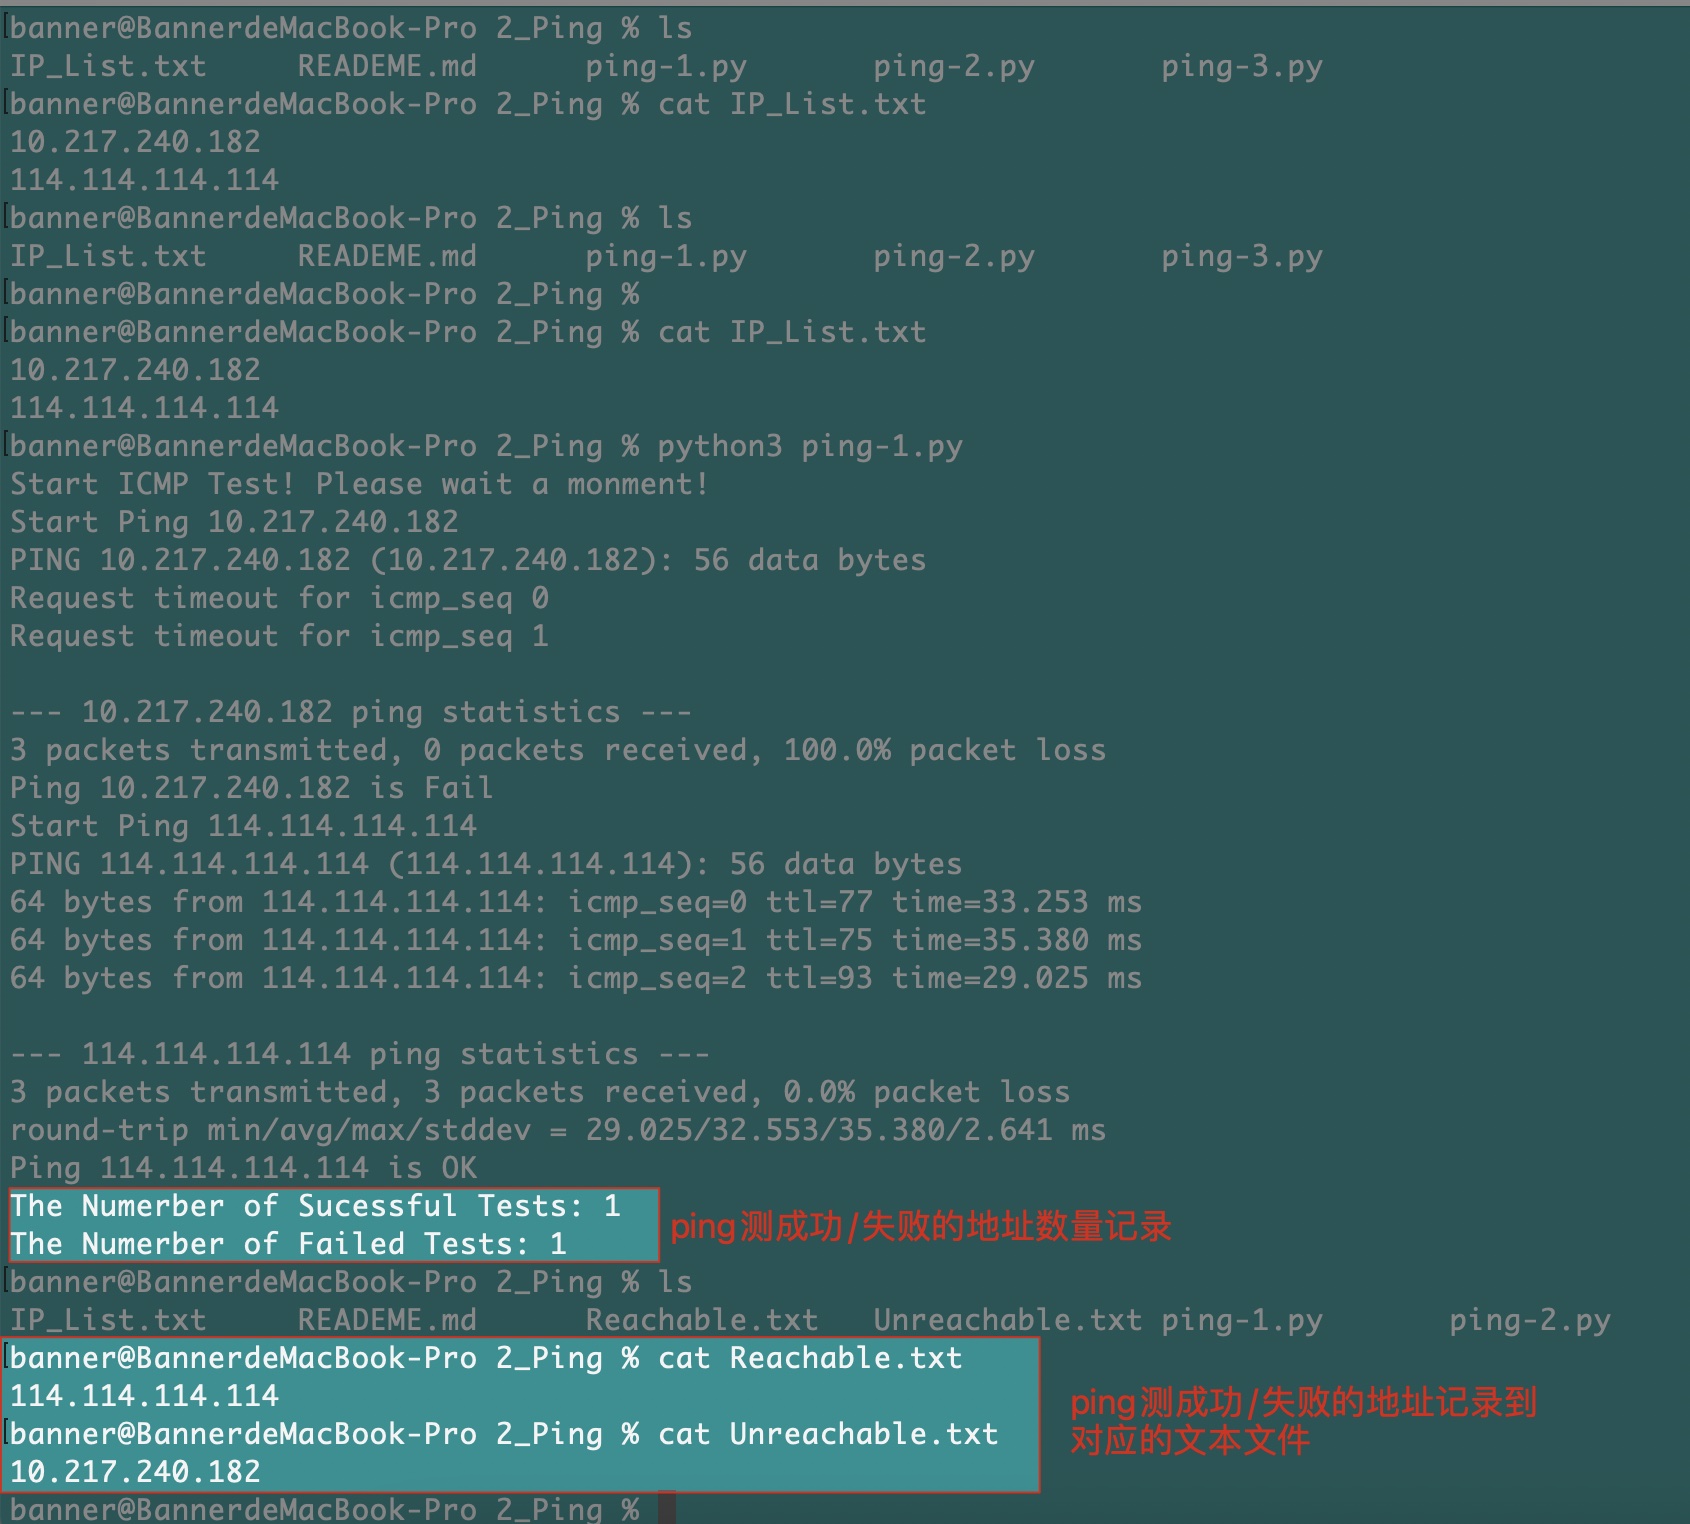 banner@BannerdeMacBook-Pro 2_Ping % ls
IP_List.txt READEME.md ping-1.py ping-2.py ping-3.py
banner@BannerdeMacBook-Pro 2_Ping % cat IP_List.txt
10.217.240.182
114.114.114.114
banner@BannerdeMacBook-Pro 2_Ping % ls
IP_List.txt READEME.md ping-1.py ping-2.py ping-3.py
banner@BannerdeMacBook-Pro 2_Ping %
banner@BannerdeMacBook-Pro 2_Ping % cat IP_List.txt
10.217.240.182
114.114.114.114
banner@BannerdeMacBook-Pro 2_Ping % python3 ping-1.py
Start ICMP Test! Please wait a monment!
Start Ping 10.217.240.182
PING 10.217.240.182 (10.217.240.182): 56 data bytes
Request timeout for icmp_seq 0
Request timeout for icmp_seq 1
--- 10.217.240.182 ping statistics ---
3 packets transmitted, 0 packets received, 100.0% packet loss
Ping 10.217.240.182 is Fail
Start Ping 114.114.114.114
PING 114.114.114.114 (114.114.114.114): 56 data bytes
64 bytes from 114.114.114.114: icmp_seq=0 ttl=77 time=33.253 ms
64 bytes from 114.114.114.114: icmp_seq=1 ttl=75 time=35.380 ms
64 bytes from 114.114.114.114: icmp_seq=2 ttl=93 time=29.025 ms
--- 114.114.114.114 ping statistics ---
3 packets transmitted, 3 packets received, 0.0% packet loss
round-trip min/avg/max/stddev = 29.025/32.553/35.380/2.641 ms
Ping 114.114.114.114 is OK
The Numerber of Sucessful Tests: 1
The Numerber of Failed Tests: 1
ping测成功/失败的地址数量记录
banner@BannerdeMacBook-Pro 2_Ping % ls
IP_List.txt READEME.md Reachable.txt Unreachable.txt ping-1.py ping-2.py
banner@BannerdeMacBook-Pro 2_Ping % cat Reachable.txt
114.114.114.114
banner@BannerdeMacBook-Pro 2_Ping % cat Unreachable.txt
10.217.240.182
ping测成功/失败的地址记录到
对应的文本文件
banner@BannerdeMacBook-Pro 2_Ping %